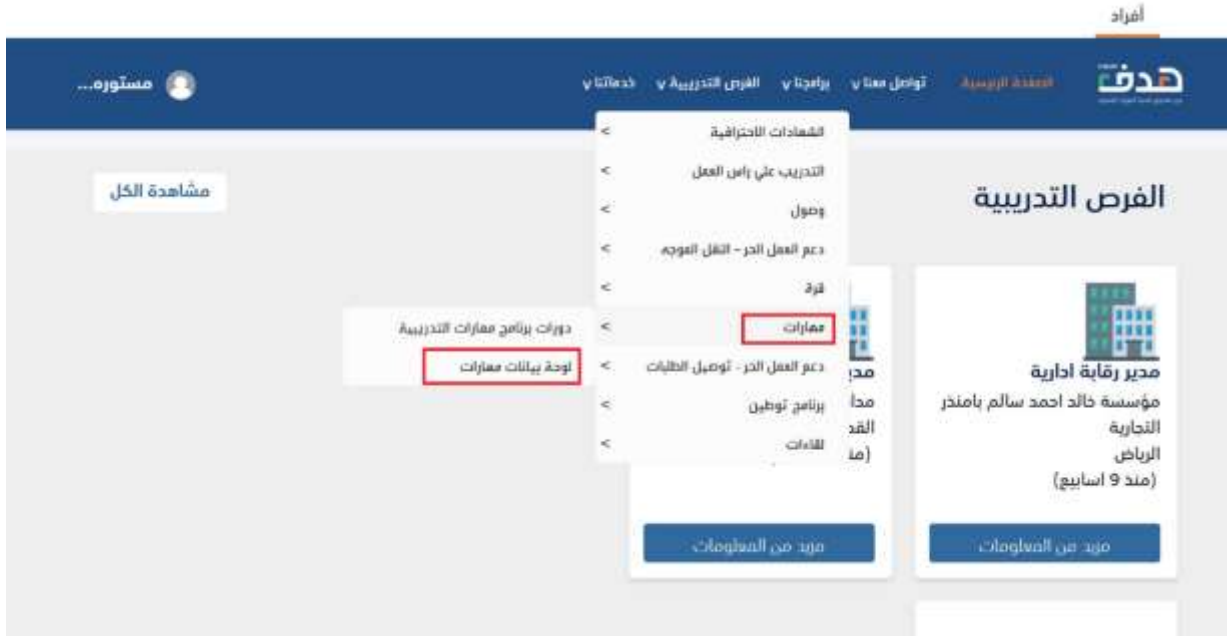 أفراد
هدف
الصفحة الرئيسية تواصل معنا برامجنا الفرص التدريبية خدماتنا مستوره...
الشهادات الاحترافية
التدريب علي راس العمل
وصول
دعم العمل الحر - النقل الموجه
قرة
مهارات
دورات برنامج مهارات التدريبية
لوحة بيانات مهارات
دعم العمل الحر - توصيل الطلبات
برنامج توطين
لقاءات
الفرص التدريبية
مشاهدة الكل
مدير رقابة ادارية
مؤسسة خالد احمد سالم بامنذر
التجارية
الرياض
(منذ 9 اسابيع)
مزيد من المعلومات
مزيد من المعلومات